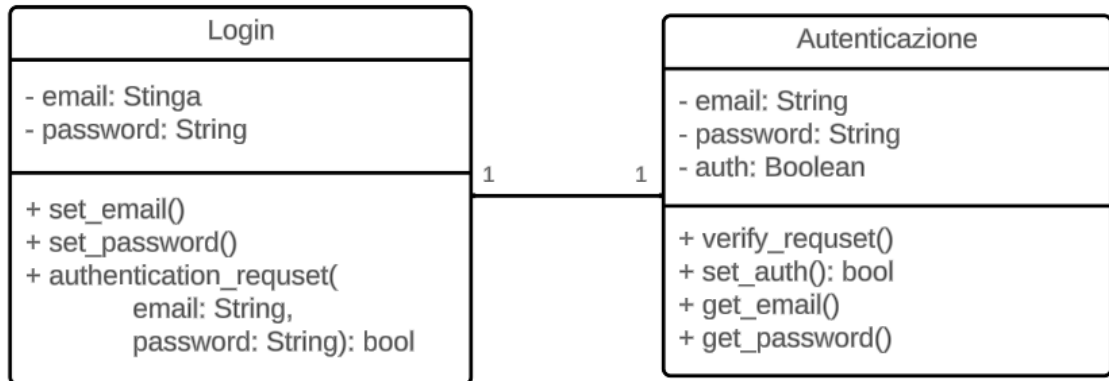 Login
- email: Stinga
- password: String
+ set_email()
+ set_password()
+ authentication_requset(
email: String,
password: String): bool
1
1
Autenticazione
- email: String
- password: String
- auth: Boolean
+ verify_requset()
+ set_auth(): bool
+ get_email()
+ get_password()